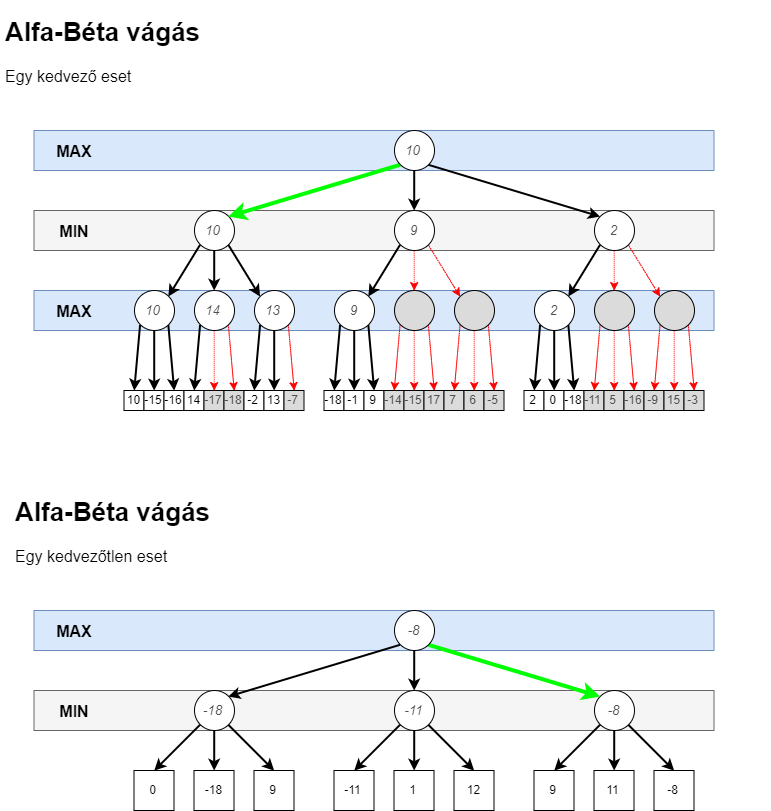 Alfa-Béta vágás
Egy kedvező eset
MAX 10
MIN 10 9 2
MAX 10 14 13 9 2
10 -15 -16 14 -17 -18 -2 13 -7 -18 -1 9 -14 -15 17 7 6 -5 2 0 -18 -11 5 -16 -9 15 -3
Alfa-Béta vágás
Egy kedvezőtlen eset
MAX -8
MIN -18 -11 -8
0 -18 9 -11 1 12 9 11 -8